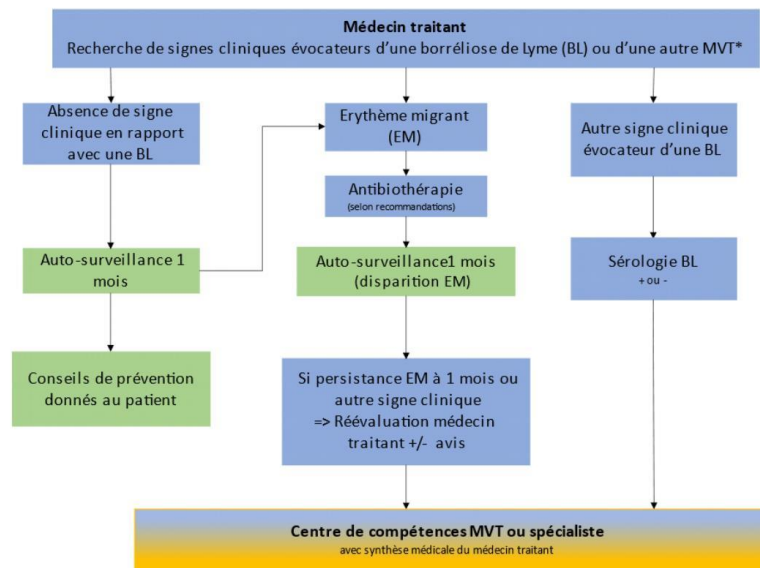 Médecin traitant
Recherche de signes cliniques évocateurs d'une borréliose de Lyme (BL) ou d'une autre MVT*
Absence de signe
clinique en rapport
avec une BL
Erythème migrant
(EM)
Autre signe clinique
évocateur d'une BL
Antibiothérapie
(selon recommandations)
Auto-surveillance 1
mois
Auto-surveillance1 mois
(disparition EM)
Sérologie BL
+ ou -
Conseils de prévention
donnés au patient
Si persistance EM à 1 mois ou
autre signe clinique
=> Réévaluation médecin
traitant +/- avis
Centre de compétences MVT ou spécialiste
avec synthèse médicale du médecin traitant